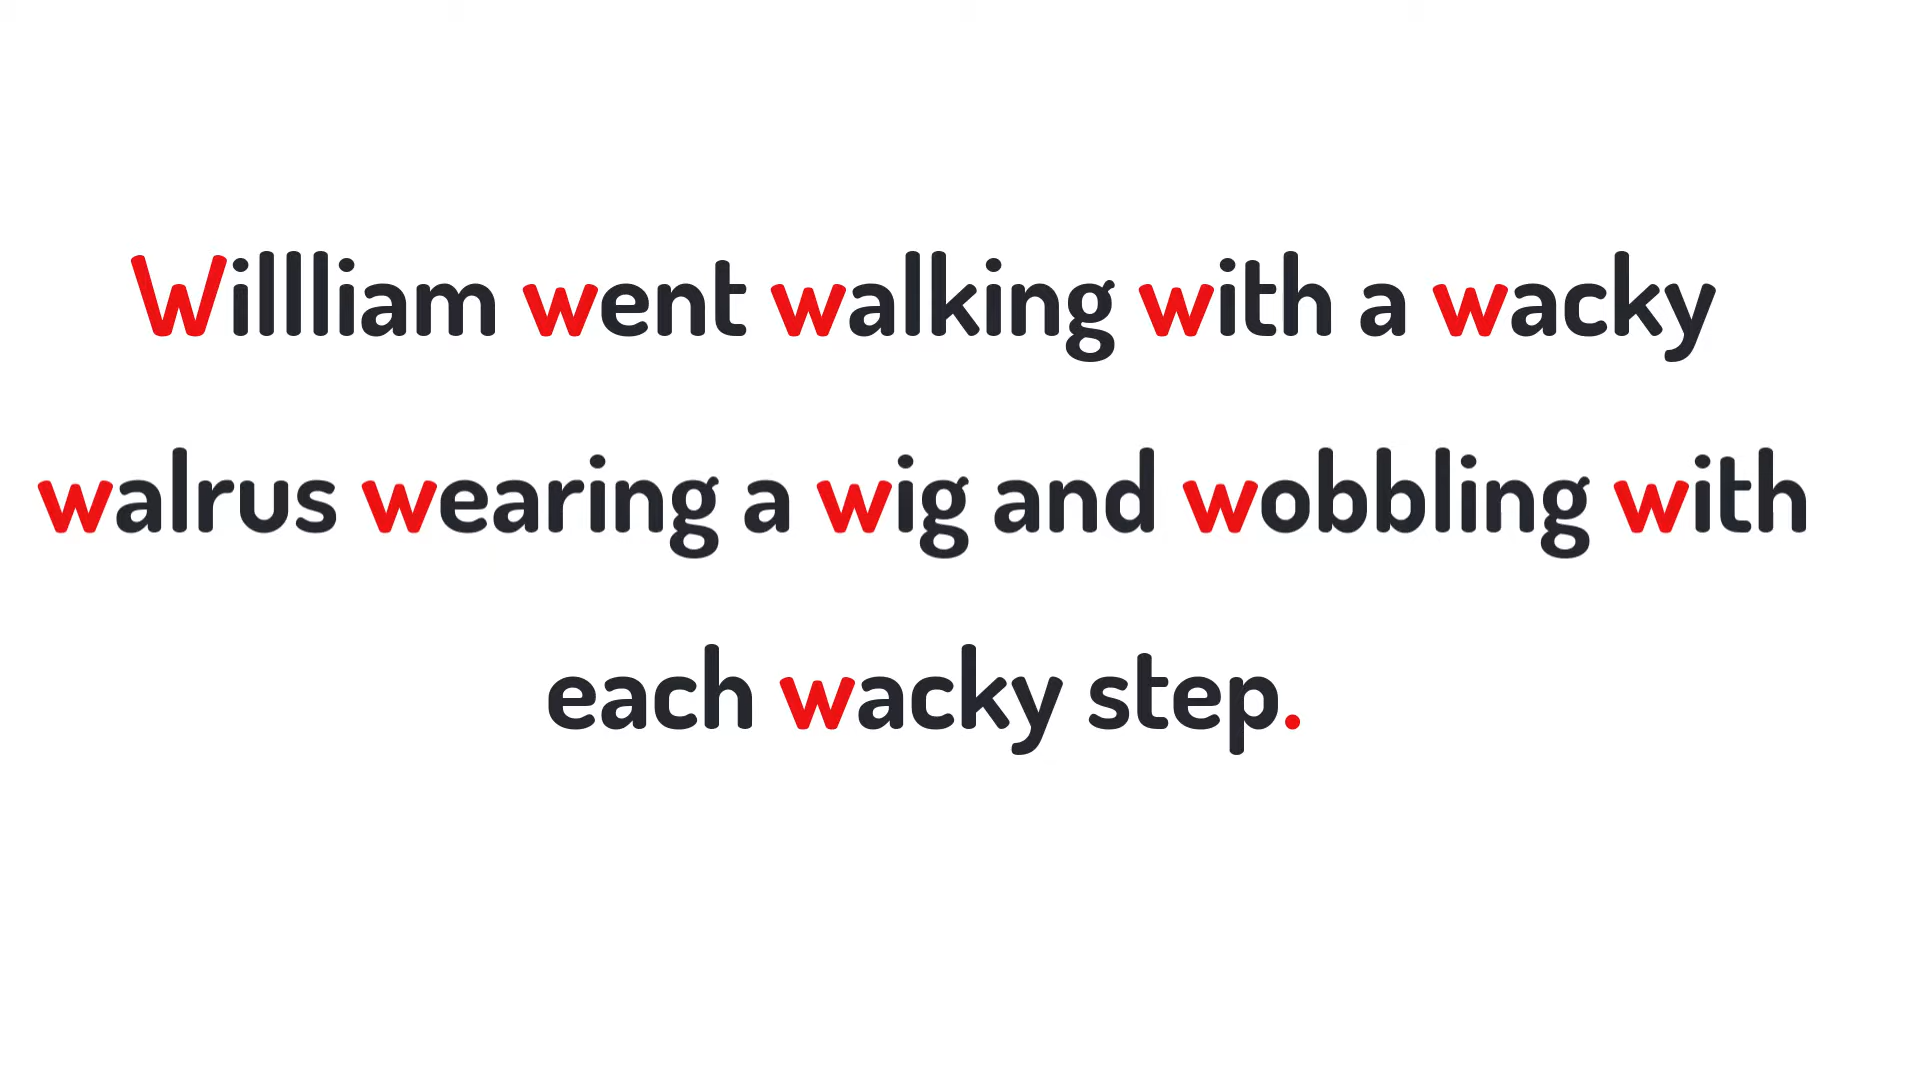 Willliam went walking with a wacky
walrus wearing a wig and wobbling with
each wacky step.